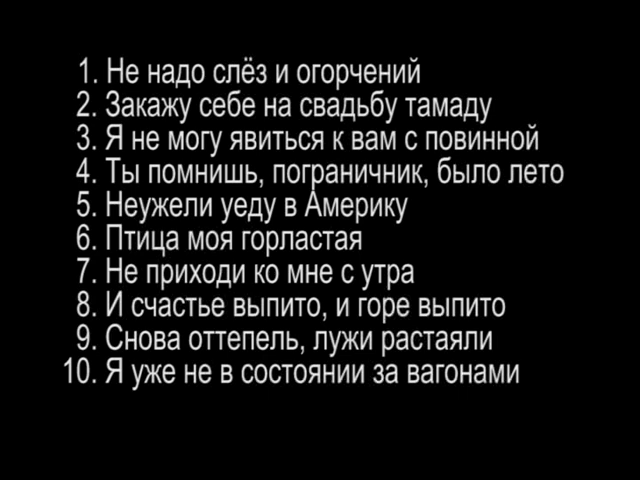 1. Не надо слёз и огорчений
2. Закажу себе на свадьбу тамаду
3. Я не могу явиться к вам с повинной
4. Ты помнишь, пограничник, было лето
5. Неужели уеду в Америку
6. Птица моя горластая
7. Не приходи ко мне с утра
8. И счастье выпито, и горе выпито
9. Снова оттепель, лужи растаяли
10. Я уже не в состоянии за вагонами